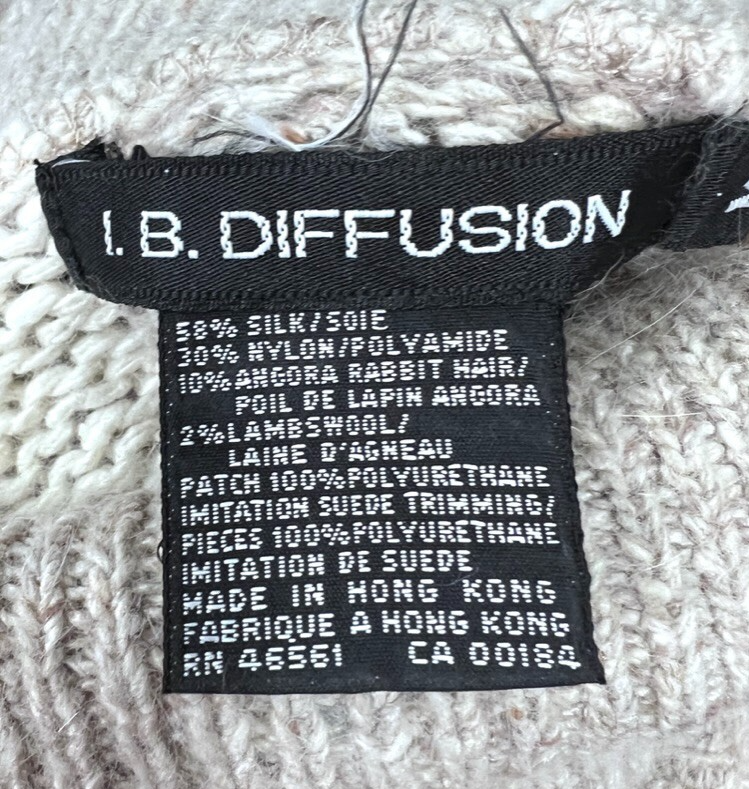 I. B. DIFFUSION
58% SILK/SOIE
30% NYLON/POLYAMIDE
10% ANGORA RABBIT HAIR/
POIL DE LAPIN ANGORA
2% LAMBSWOOL/
LAINE D'AGNEAU
PATCH 100% POLYURETHANE
IMITATION SUEDE TRIMMING/
PIECES 100% POLYURETHANE
IMITATION DE SUEDE
MADE IN HONG KONG
FABRIQUE A HONG KONG
RN 46561 CA 00184